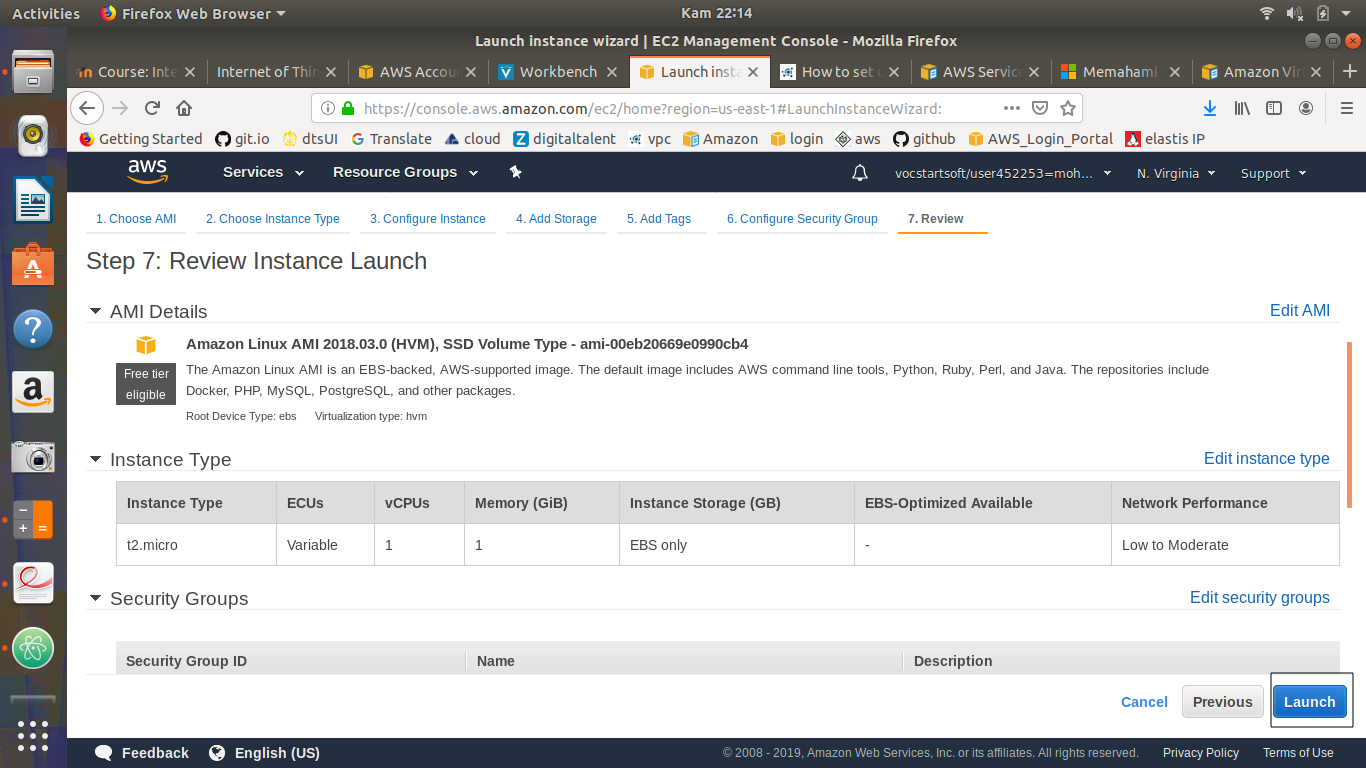 Activities Firefox Web Browser Kam 22:14
Launch instance wizard | EC2 Management Console - Mozilla Firefox
Course: Inte Internet of Thin AWS Accou Workbench Launch insta How to set u AWS Service Memahami Amazon Vir
https://console.aws.amazon.com/ec2/home?region=us-east-1#LaunchInstanceWizard:
Getting Started git.io dtsUI Translate cloud digitaltalent vpc Amazon login aws github AWS_Login_Portal elastis IP
aws Services Resource Groups vocstartsoft/user452253=moh... N. Virginia Support
1. Choose AMI 2. Choose Instance Type 3. Configure Instance 4. Add Storage 5. Add Tags 6. Configure Security Group 7. Review
Step 7: Review Instance Launch
AMI Details Edit AMI
Amazon Linux AMI 2018.03.0 (HVM), SSD Volume Type - ami-00eb20669e0990cb4
Free tier eligible
The Amazon Linux AMI is an EBS-backed, AWS-supported image. The default image includes AWS command line tools, Python, Ruby, Perl, and Java. The repositories include
Docker, PHP, MySQL, PostgreSQL, and other packages.
Root Device Type: ebs Virtualization type: hvm
Instance Type Edit instance type
Instance Type ECUs vCPUs Memory (GiB) Instance Storage (GB) EBS-Optimized Available Network Performance
t2.micro Variable 1 1 EBS only - Low to Moderate
Security Groups Edit security groups
Security Group ID Name Description
Cancel Previous Launch
Feedback English (US) © 2008 - 2019, Amazon Web Services, Inc. or its affiliates. All rights reserved. Privacy Policy Terms of Use